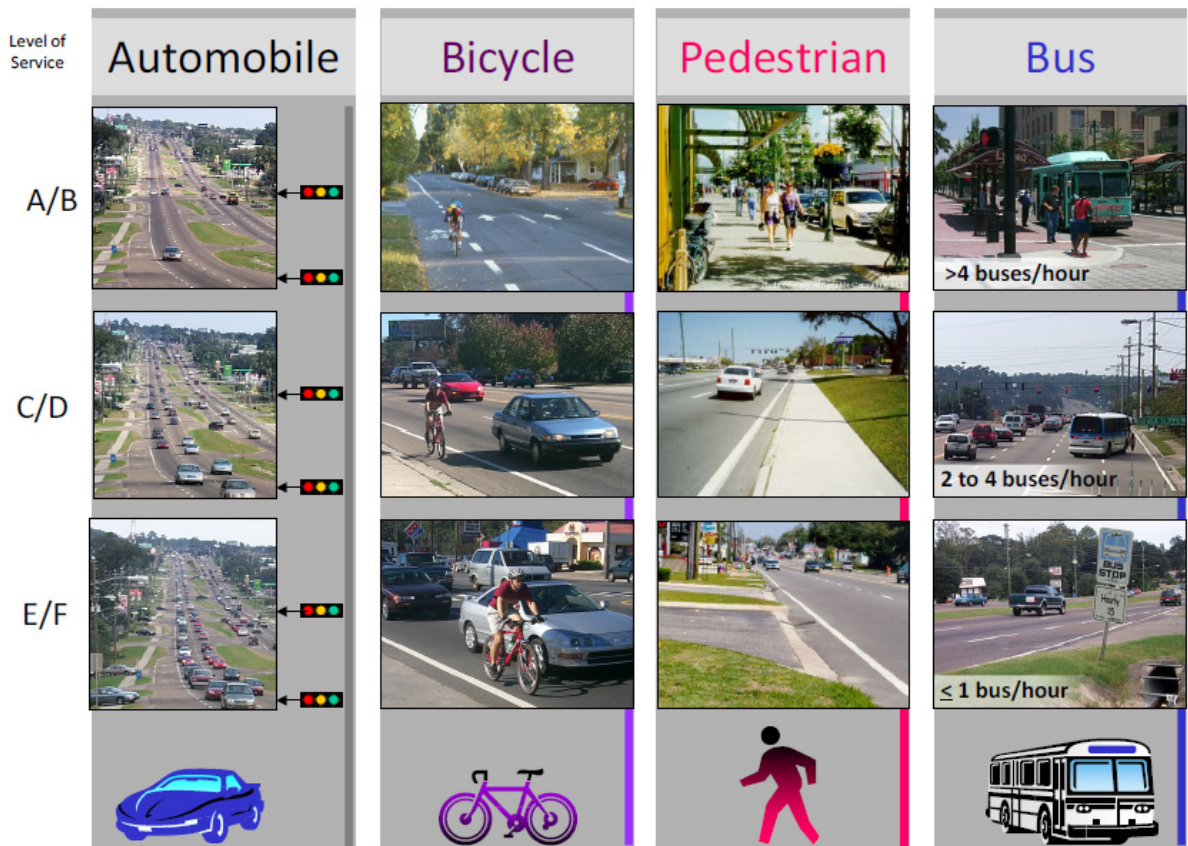 Level of
Service
Automobile
Bicycle
Pedestrian
Bus
A/B
>4 buses/hour
C/D
2 to 4 buses/hour
E/F
BUS
STOP
Hourly
≤ 1 bus/hour